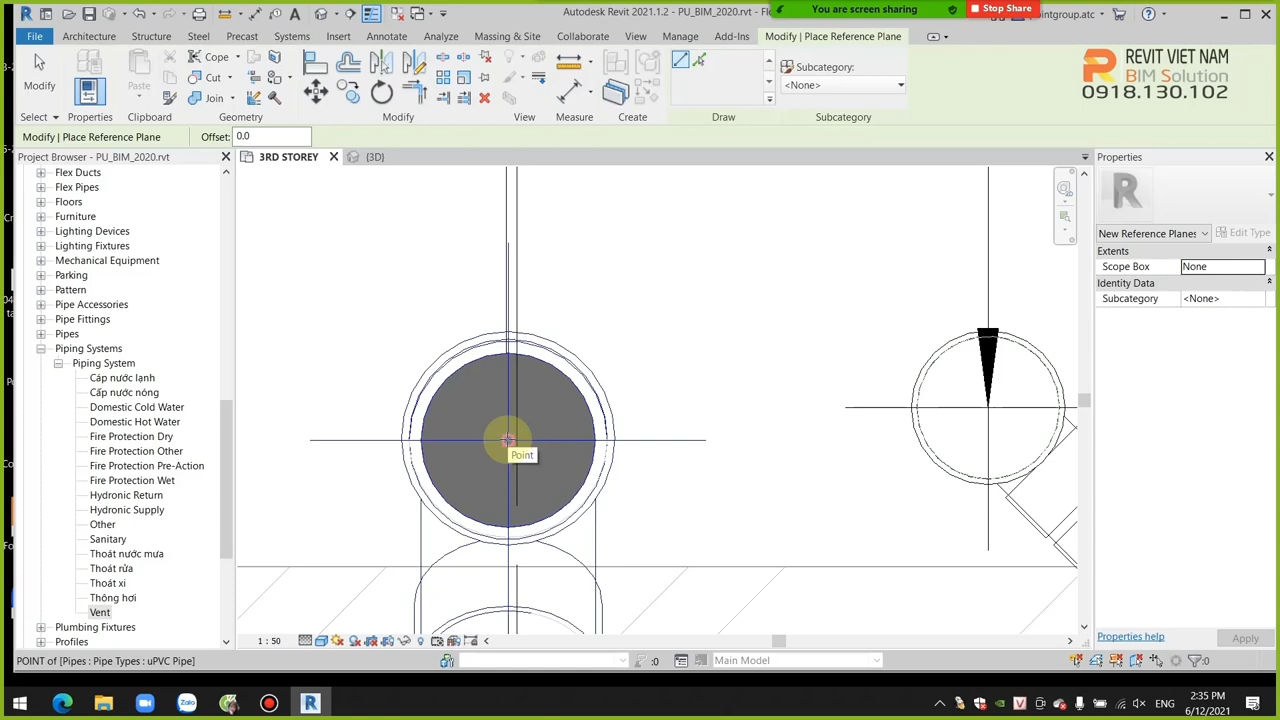 Autodesk Revit 2021.1.2 - PU_BIM_2020.rvt - Fl
You are screen sharing
Stop Share
ointgroup.atc
File
Architecture
Structure
Steel
Precast
Systems
Insert
Annotate
Analyze
Massing & Site
Collaborate
View
Manage
Add-Ins
Modify | Place Reference Plane
Modify
Paste
Cope
Cut
Join
Subcategory:
<None>
Select
Properties
Clipboard
Geometry
Modify
View
Measure
Create
Draw
Subcategory
REVIT VIET NAM
BIM Solution
0918.130.102
Modify | Place Reference Plane
Offset:
0.0
Project Browser - PU_BIM_2020.rvt
Flex Ducts
Flex Pipes
Floors
Furniture
Lighting Devices
Lighting Fixtures
Mechanical Equipment
Parking
Pattern
Pipe Accessories
Pipe Fittings
Pipes
Piping Systems
Piping System
Cáp nước lạnh
Cấp nước nóng
Domestic Cold Water
Domestic Hot Water
Fire Protection Dry
Fire Protection Other
Fire Protection Pre-Action
Fire Protection Wet
Hydronic Return
Hydronic Supply
Other
Sanitary
Thoát nước mưa
Thoát rửa
Thoát xi
Thông hơi
Vent
Plumbing Fixtures
Profiles
3RD STOREY
{3D}
Point
1 : 50
Properties
New Reference Planes
Edit Type
Extents
Scope Box
None
Identity Data
Subcategory
<None>
Properties help
Apply
POINT of [Pipes : Pipe Types : uPVC Pipe]
:0
Main Model
:0
Zalo
ENG
2:35 PM
6/12/2021